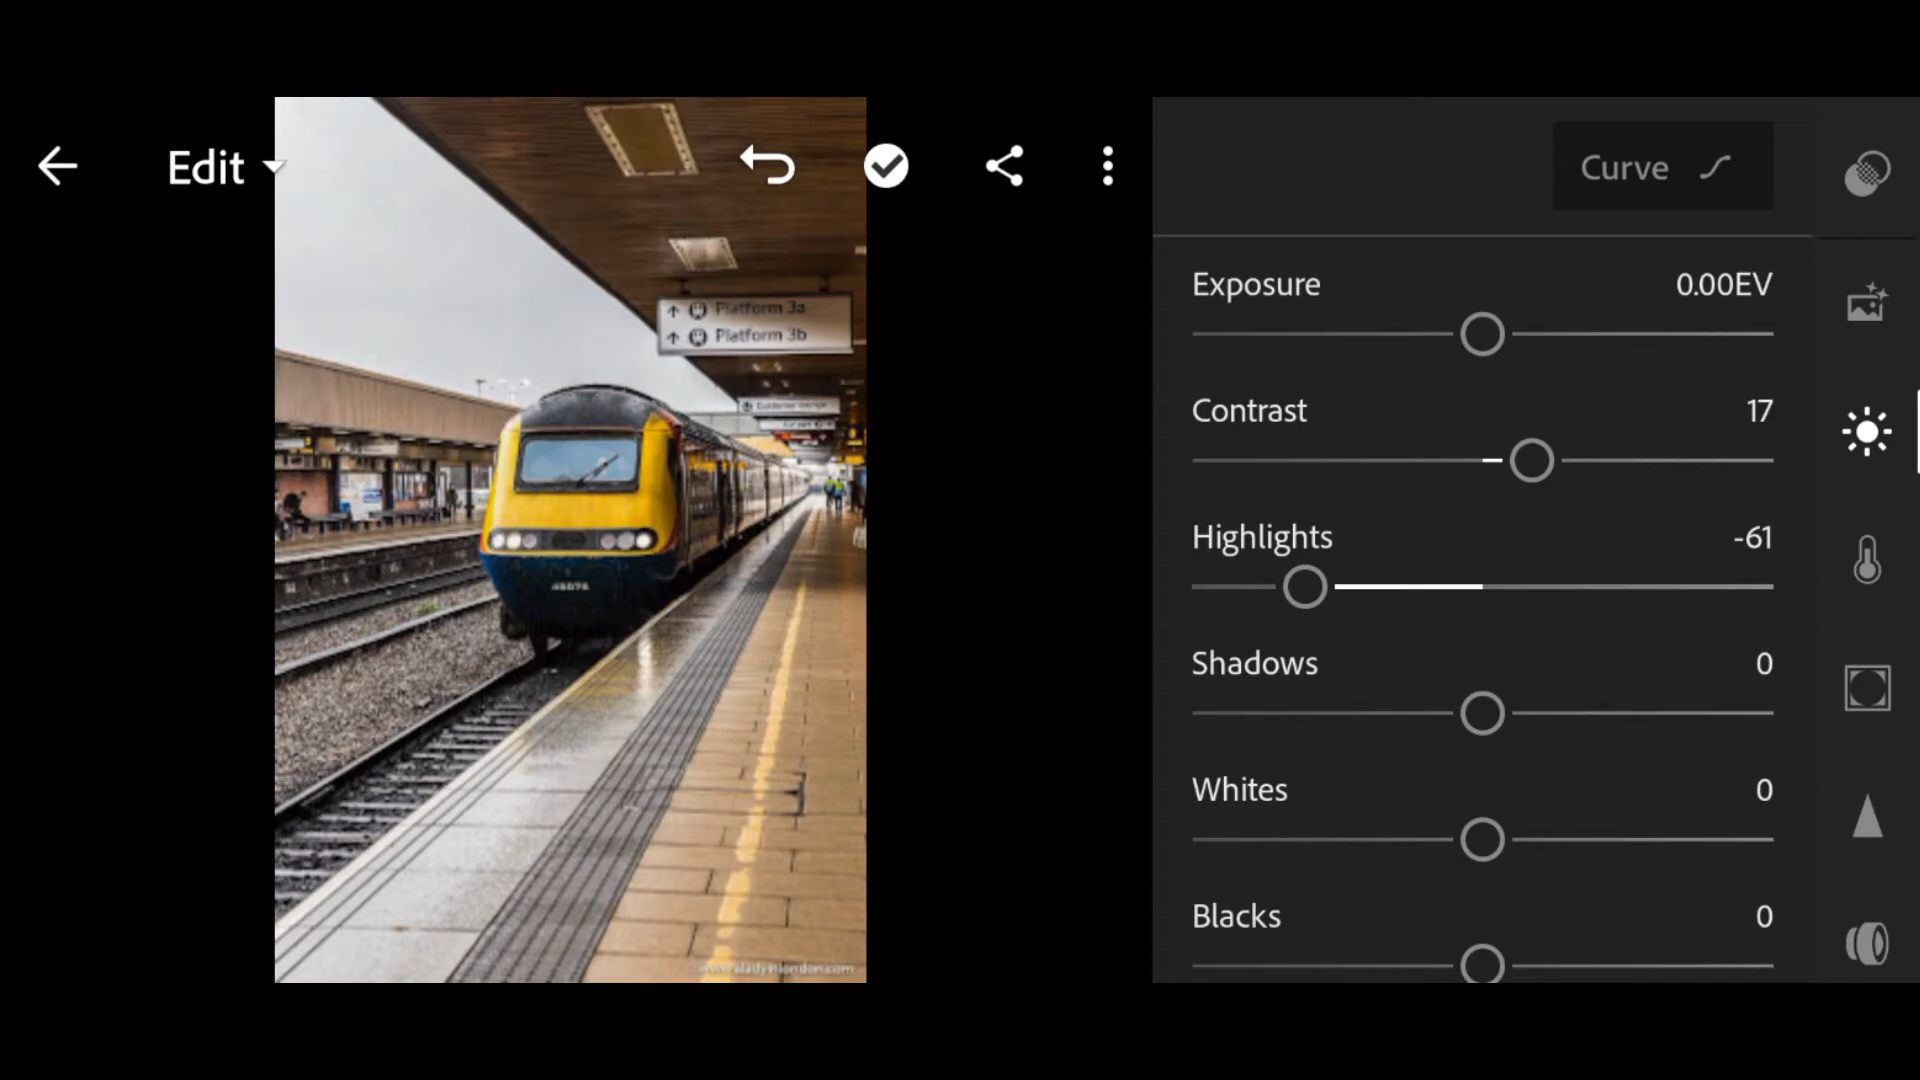 Edit
Curve
Exposure 0.00EV
Contrast 17
Highlights -61
Shadows 0
Whites 0
Blacks 0
Platform 3a
Platform 3b